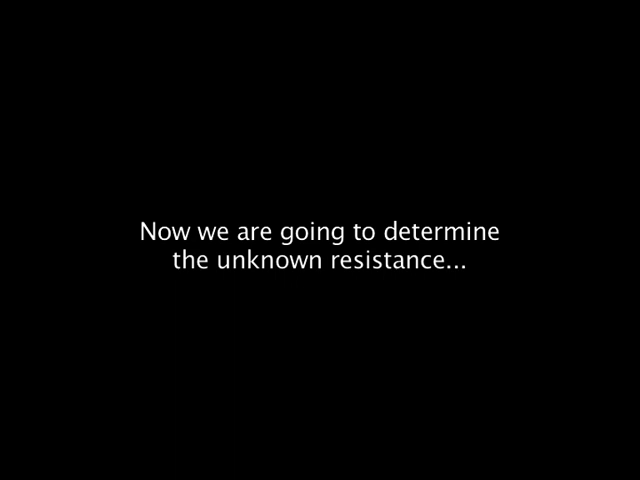 Now we are going to determine
the unknown resistance...